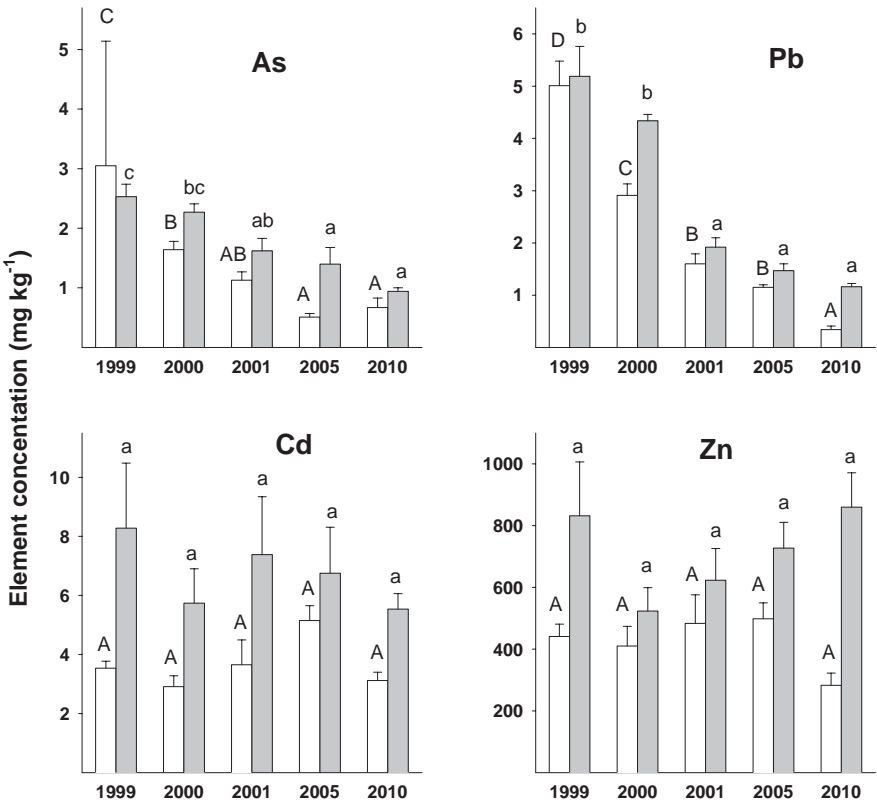 Element concentration (mg kg-1)
As
5
4
3
2
1
C
c
B
bc
AB
ab
A
a
A
a
1999 2000 2001 2005 2010
Pb
6
5
4
3
2
1
D
b
C
b
B
a
B
a
A
a
1999 2000 2001 2005 2010
Cd
10
8
6
4
2
A
a
A
a
A
a
A
a
A
a
1999 2000 2001 2005 2010
Zn
1000
800
600
400
200
A
a
A
a
A
a
A
a
A
a
1999 2000 2001 2005 2010